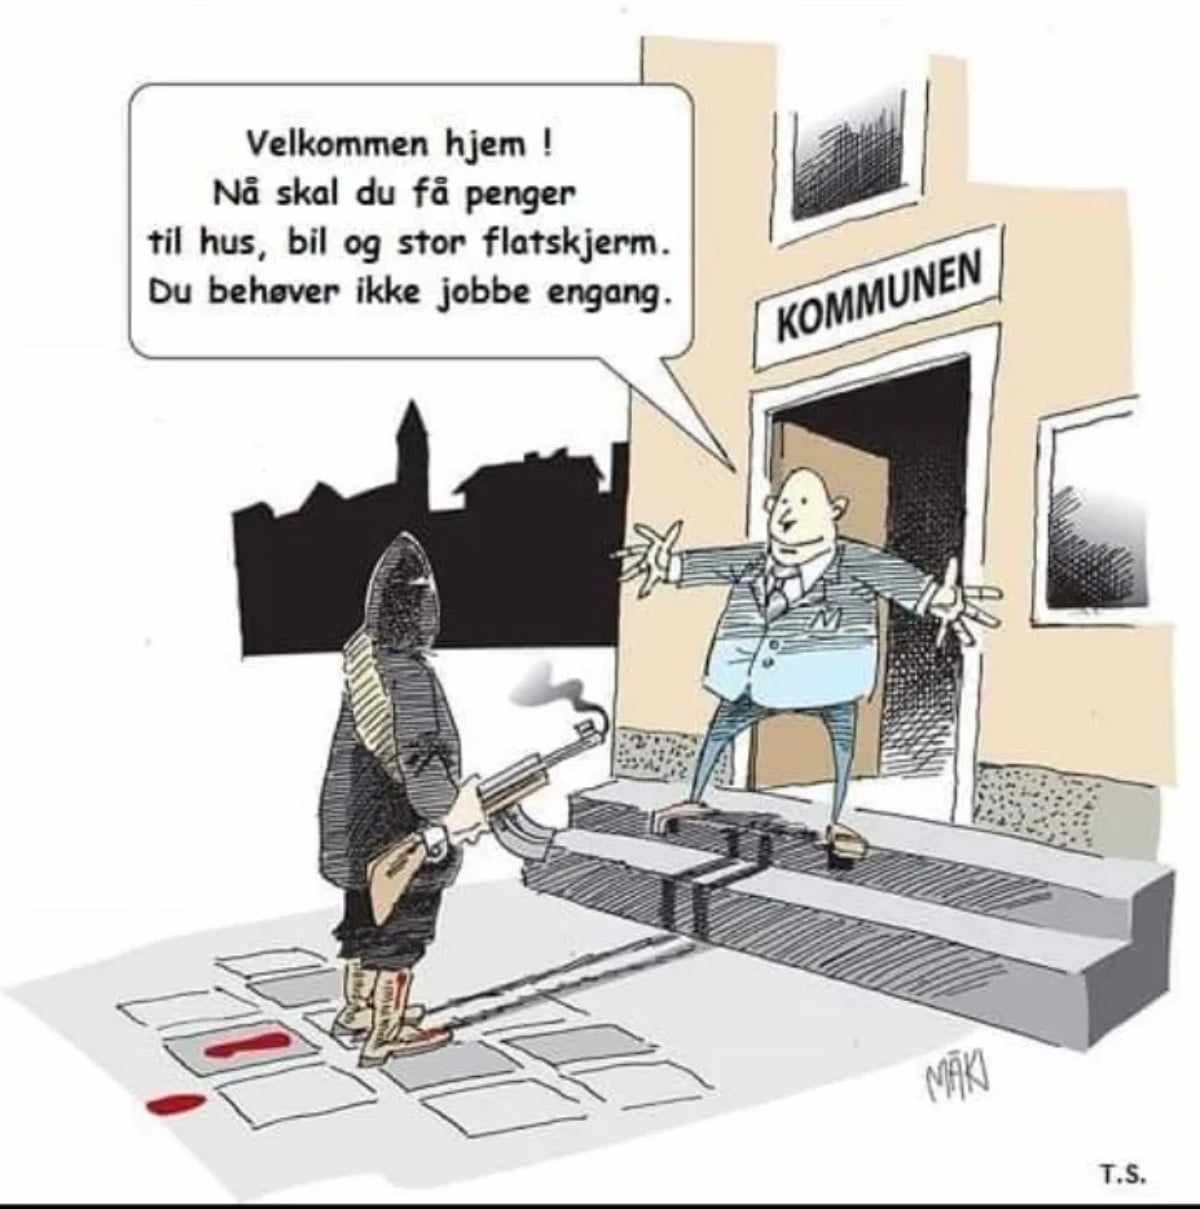 Velkommen hjem !
Nå skal du få penger
til hus, bil og stor flatskjerm.
Du behøver ikke jobbe engang.
KOMMUNEN
MÄKI
T.S.